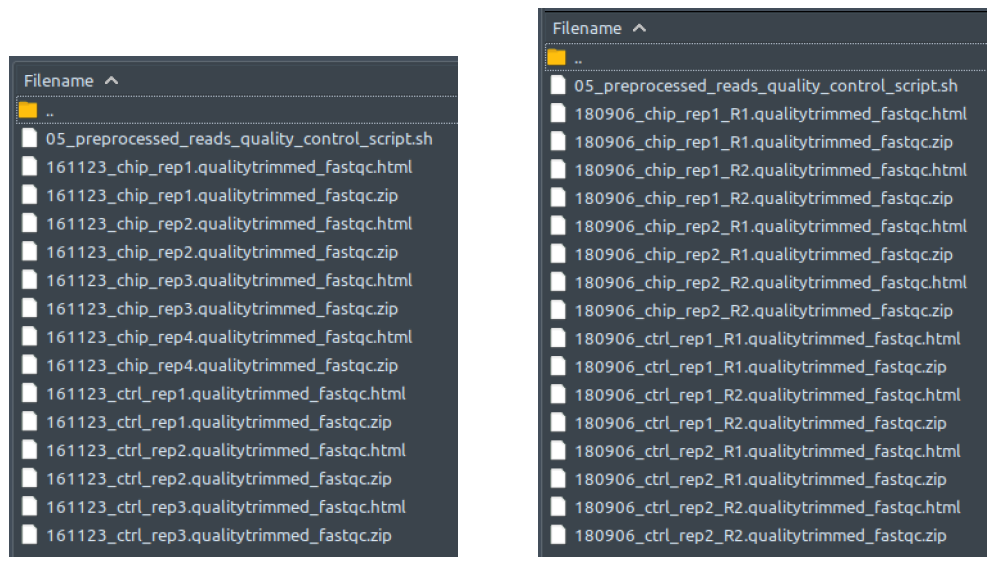 Filename
..
05_preprocessed_reads_quality_control_script.sh
161123_chip_rep1.qualitytrimmed_fastqc.html
161123_chip_rep1.qualitytrimmed_fastqc.zip
161123_chip_rep2.qualitytrimmed_fastqc.html
161123_chip_rep2.qualitytrimmed_fastqc.zip
161123_chip_rep3.qualitytrimmed_fastqc.html
161123_chip_rep3.qualitytrimmed_fastqc.zip
161123_chip_rep4.qualitytrimmed_fastqc.html
161123_chip_rep4.qualitytrimmed_fastqc.zip
161123_ctrl_rep1.qualitytrimmed_fastqc.html
161123_ctrl_rep1.qualitytrimmed_fastqc.zip
161123_ctrl_rep2.qualitytrimmed_fastqc.html
161123_ctrl_rep2.qualitytrimmed_fastqc.zip
161123_ctrl_rep3.qualitytrimmed_fastqc.html
161123_ctrl_rep3.qualitytrimmed_fastqc.zip
Filename
..
05_preprocessed_reads_quality_control_script.sh
180906_chip_rep1_R1.qualitytrimmed_fastqc.html
180906_chip_rep1_R1.qualitytrimmed_fastqc.zip
180906_chip_rep1_R2.qualitytrimmed_fastqc.html
180906_chip_rep1_R2.qualitytrimmed_fastqc.zip
180906_chip_rep2_R1.qualitytrimmed_fastqc.html
180906_chip_rep2_R1.qualitytrimmed_fastqc.zip
180906_chip_rep2_R2.qualitytrimmed_fastqc.html
180906_chip_rep2_R2.qualitytrimmed_fastqc.zip
180906_ctrl_rep1_R1.qualitytrimmed_fastqc.html
180906_ctrl_rep1_R1.qualitytrimmed_fastqc.zip
180906_ctrl_rep1_R2.qualitytrimmed_fastqc.html
180906_ctrl_rep1_R2.qualitytrimmed_fastqc.zip
180906_ctrl_rep2_R1.qualitytrimmed_fastqc.html
180906_ctrl_rep2_R1.qualitytrimmed_fastqc.zip
180906_ctrl_rep2_R2.qualitytrimmed_fastqc.html
180906_ctrl_rep2_R2.qualitytrimmed_fastqc.zip